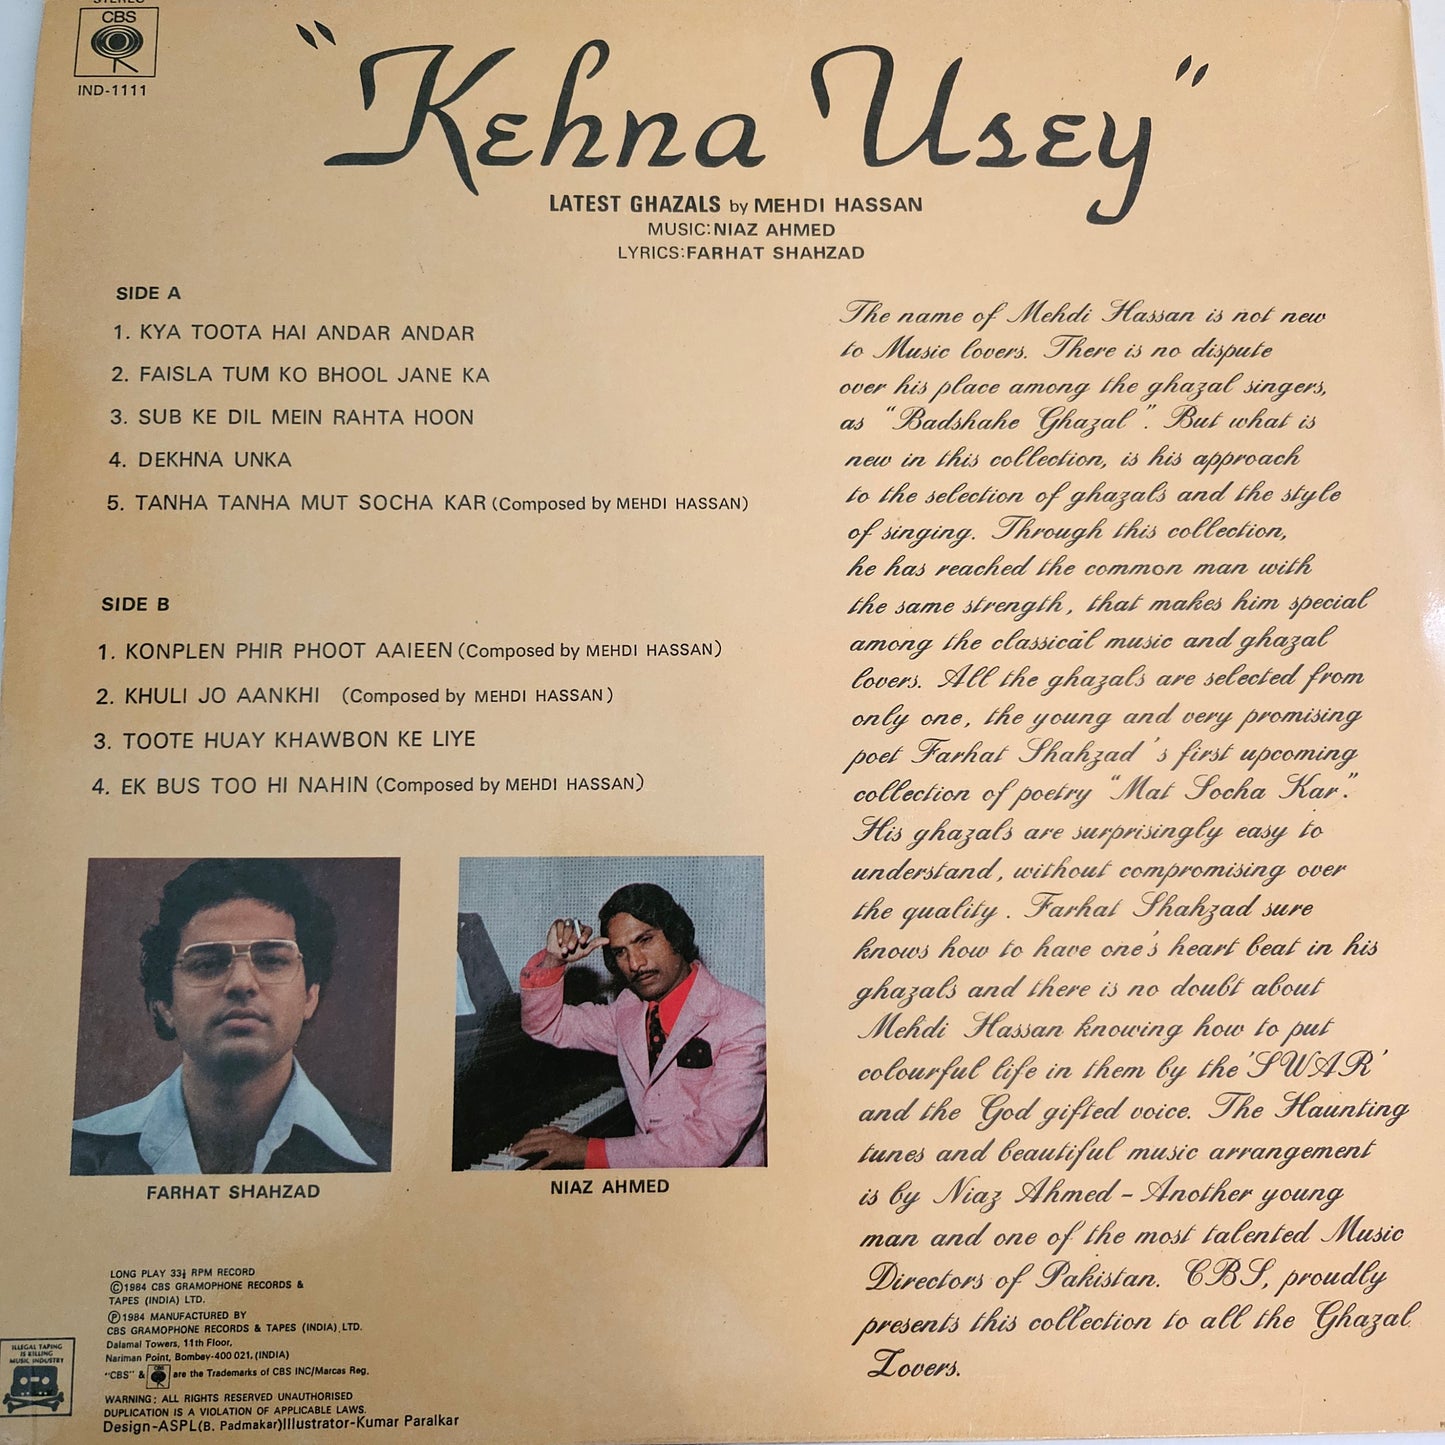 STEREO
CBS
IND-1111
"Kehna Usey"
LATEST GHAZALS by MEHDI HASSAN
MUSIC:NIAZ AHMED
LYRICS:FARHAT SHAHZAD
SIDE A
1. KYA TOOTA HAI ANDAR ANDAR
2. FAISLA TUM KO BHOOL JANE KA
3. SUB KE DIL MEIN RAHTA HOON
4. DEKHNA UNKA
5. TANHA TANHA MUT SOCHA KAR (Composed by MEHDI HASSAN)
SIDE B
1. KONPLEN PHIR PHOOT AAIEEN (Composed by MEHDI HASSAN)
2. KHULI JO AANKHI (Composed by MEHDI HASSAN)
3. TOOTE HUAY KHAWBON KE LIYE
4. EK BUS TOO HI NAHIN (Composed by MEHDI HASSAN)
FARHAT SHAHZAD
NIAZ AHMED
The name of Mehdi Hassan is not new
to Music lovers. There is no dispute
over his place among the ghazal singers,
as "Badshahe Ghazal". But what is
new in this collection, is his approach
to the selection of ghazals and the style
of singing. Through this collection,
he has reached the common man with
the same strength, that makes him special
among the classical music and ghazal
lovers. All the ghazals are selected from
only one, the young and very promising
poet Farhat Shahzad's first upcoming
collection of poetry "Mat Socha Kar."
His ghazals are surprisingly easy to
understand, without compromising over
the quality. Farhat Shahzad sure
knows how to have one's heart beat in his
ghazals and there is no doubt about
Mehdi Hassan knowing how to put
colourful life in them by the 'SWAR'
and the God gifted voice. The Haunting
tunes and beautiful music arrangement
is by Niaz Ahmed - Another young
man and one of the most talented Music
Directors of Pakistan. CBS, proudly
presents this collection to all the Ghazal
Lovers.
LONG PLAY 33⅓ RPM RECORD
©1984 CBS GRAMOPHONE RECORDS &
TAPES (INDIA) LTD.
℗1984 MANUFACTURED BY
CBS GRAMOPHONE RECORDS & TAPES (INDIA) LTD.
Dalamal Towers, 11th Floor,
Nariman Point, Bombay-400 021. (INDIA)
"CBS" & CBS are the Trademarks of CBS INC/Marcas Reg.
WARNING; ALL RIGHTS RESERVED UNAUTHORISED
DUPLICATION IS A VIOLATION OF APPLICABLE LAWS.
Design-ASPL(B. Padmakar)Illustrator-Kumar Paralkar
ILLEGAL TAPING
IS KILLING
MUSIC INDUSTRY